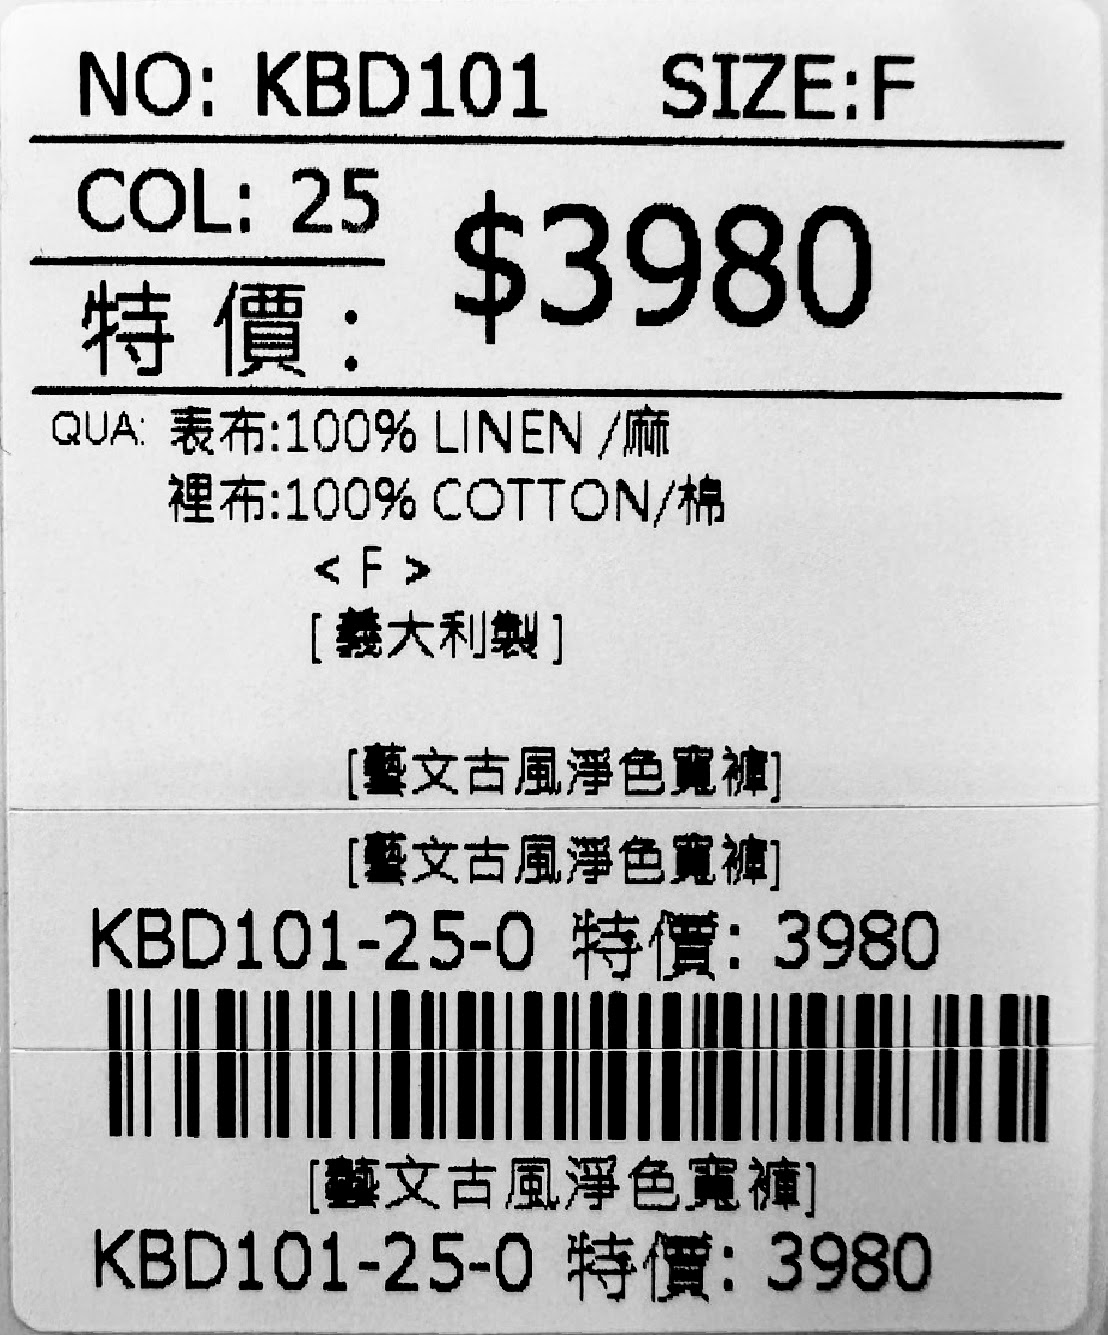 NO: KBD101 SIZE:F
COL: 25 $3980
特價:
QUA: 表布:100% LINEN /麻
裡布:100% COTTON/棉
< F >
[ 義大利製 ]
[藝文古風淨色寬褲]
[藝文古風淨色寬褲]
KBD101-25-0 特價: 3980
[藝文古風淨色寬褲]
KBD101-25-0 特價: 3980